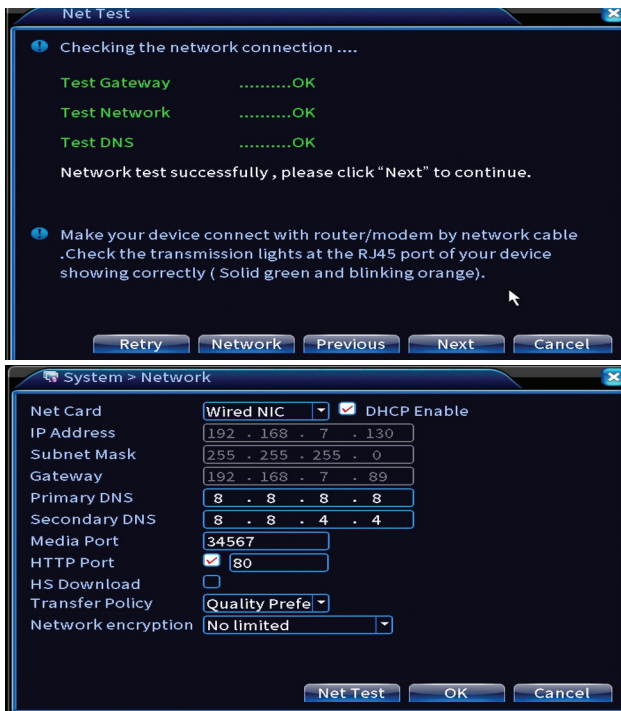 Net Test
Checking the network connection ....
Test Gateway ..........OK
Test Network ..........OK
Test DNS ..........OK
Network test successfully , please click “Next” to continue.
Make your device connect with router/modem by network cable
.Check the transmission lights at the RJ45 port of your device
showing correctly ( Solid green and blinking orange).
Retry Network Previous Next Cancel
System > Network
Net Card Wired NIC DHCP Enable
IP Address 192 . 168 . 7 . 130
Subnet Mask 255 . 255 . 255 . 0
Gateway 192 . 168 . 7 . 89
Primary DNS 8 . 8 . 8 . 8
Secondary DNS 8 . 8 . 4 . 4
Media Port 34567
HTTP Port 80
HS Download
Transfer Policy Quality Prefe
Network encryption No limited
Net Test OK Cancel